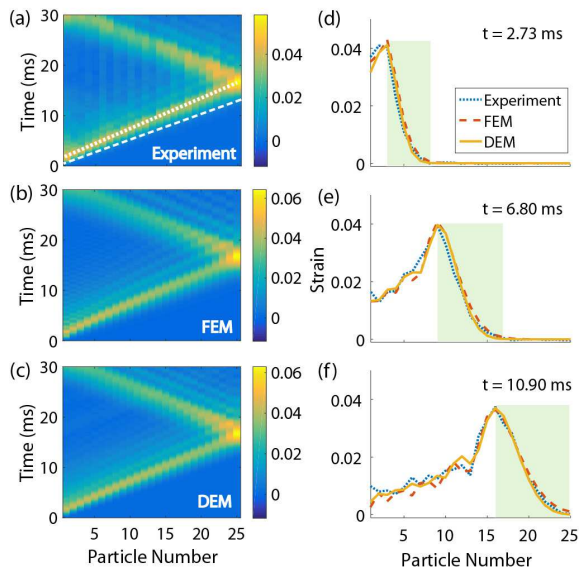 (a)
30
20
10
0
Time (ms)
Experiment
0.04
0.02
0
(b)
30
20
10
0
Time (ms)
FEM
0.06
0.04
0.02
0
(c)
30
20
10
0
Time (ms)
DEM
0.06
0.04
0.02
0
5 10 15 20 25
Particle Number
(d)
t = 2.73 ms
0.04
0.02
0
Experiment
FEM
DEM
(e)
t = 6.80 ms
0.04
0.02
0
Strain
(f)
t = 10.90 ms
0.04
0.02
0
5 10 15 20 25
Particle Number